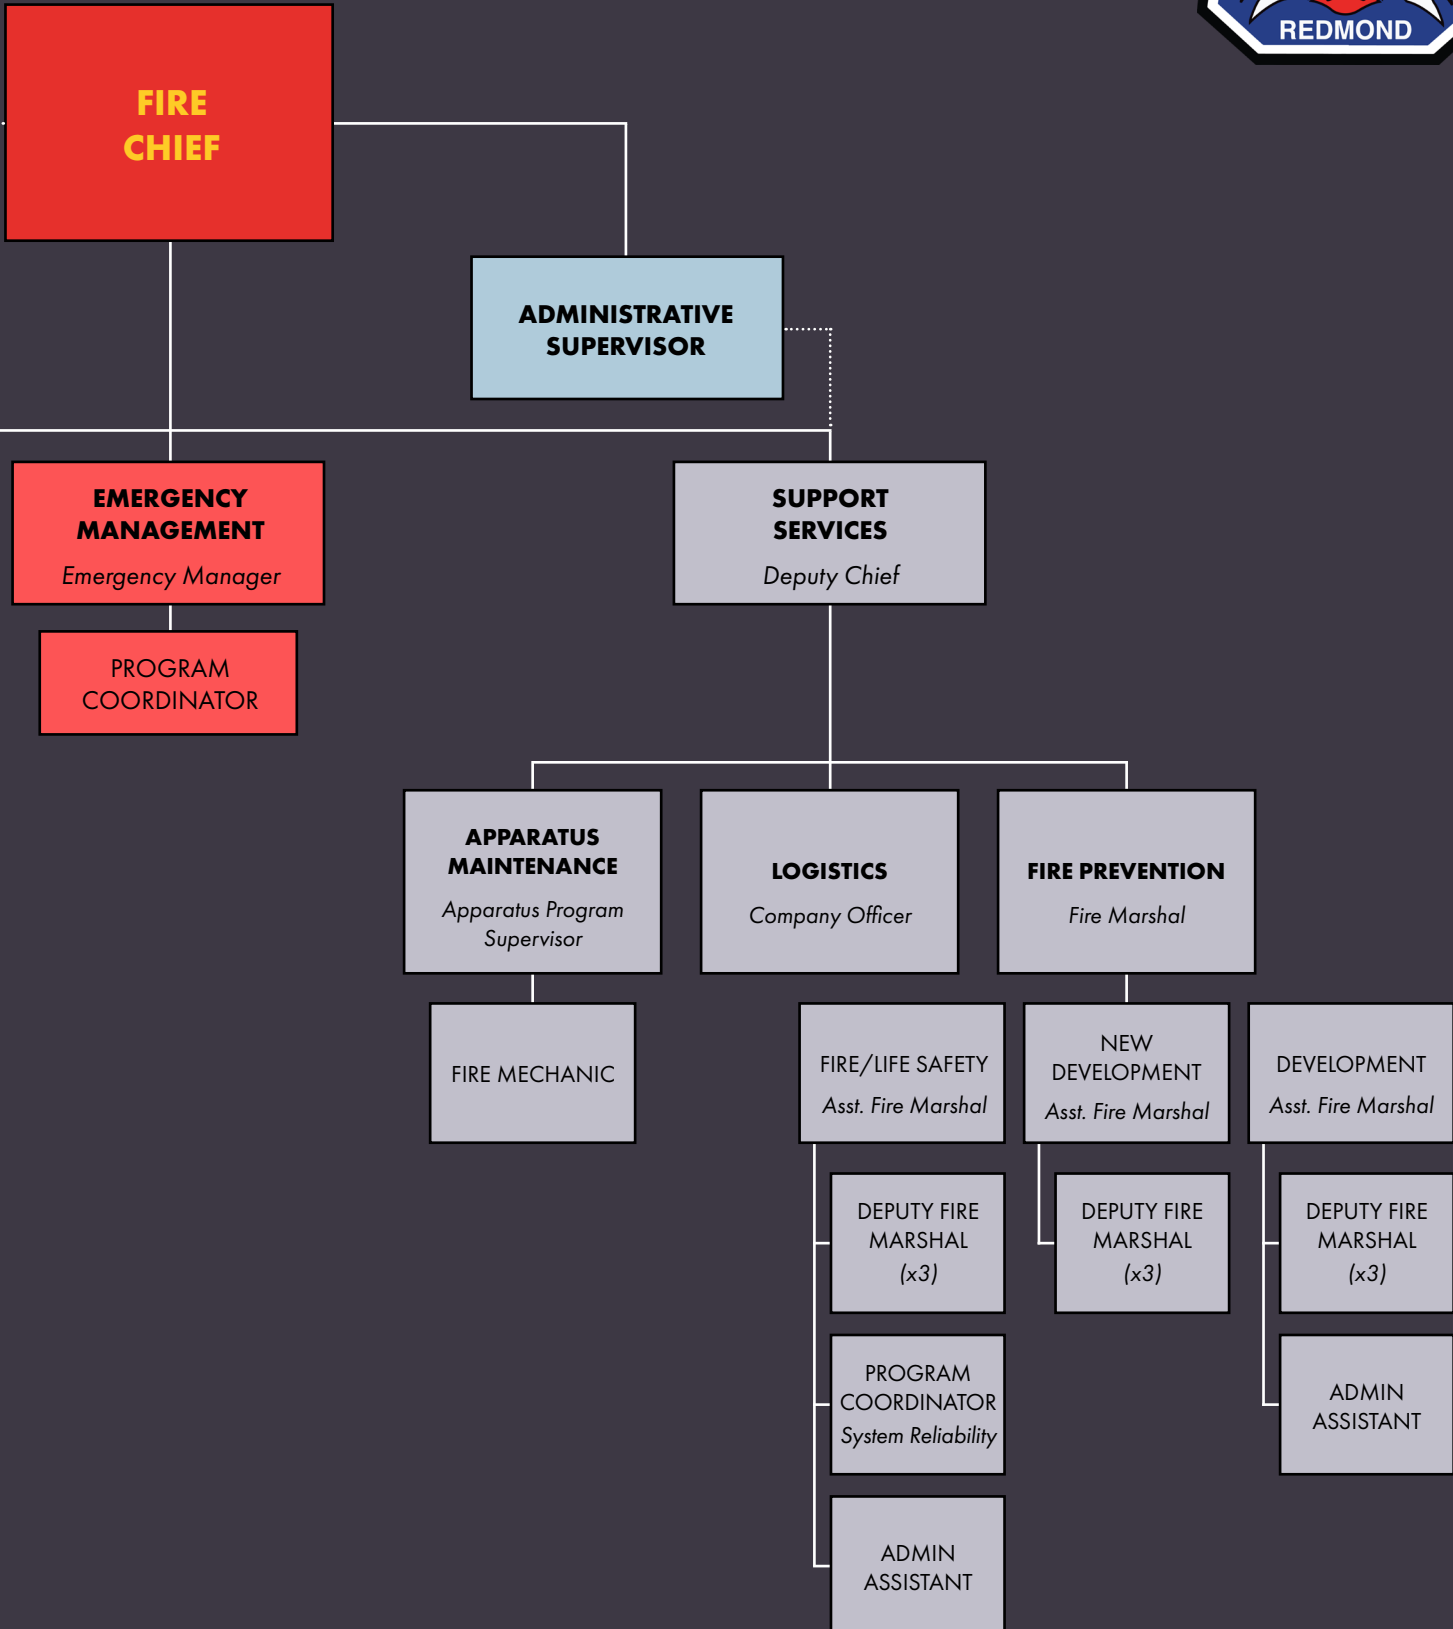 REDMOND
FIRE
CHIEF
ADMINISTRATIVE
SUPERVISOR
EMERGENCY
MANAGEMENT
Emergency Manager
SUPPORT
SERVICES
Deputy Chief
PROGRAM
COORDINATOR
APPARATUS
MAINTENANCE
Apparatus Program
Supervisor
LOGISTICS
Company Officer
FIRE PREVENTION
Fire Marshal
FIRE MECHANIC
FIRE/LIFE SAFETY
Asst. Fire Marshal
NEW
DEVELOPMENT
Asst. Fire Marshal
DEVELOPMENT
Asst. Fire Marshal
DEPUTY FIRE
MARSHAL
(x3)
DEPUTY FIRE
MARSHAL
(x3)
DEPUTY FIRE
MARSHAL
(x3)
PROGRAM
COORDINATOR
System Reliability
ADMIN
ASSISTANT
ADMIN
ASSISTANT